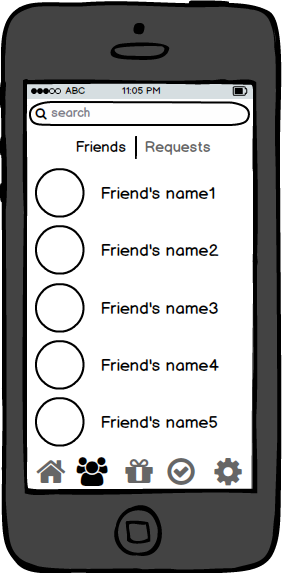 ABC 11:05 PM
search
Friends Requests
Friend's name1
Friend's name2
Friend's name3
Friend's name4
Friend's name5